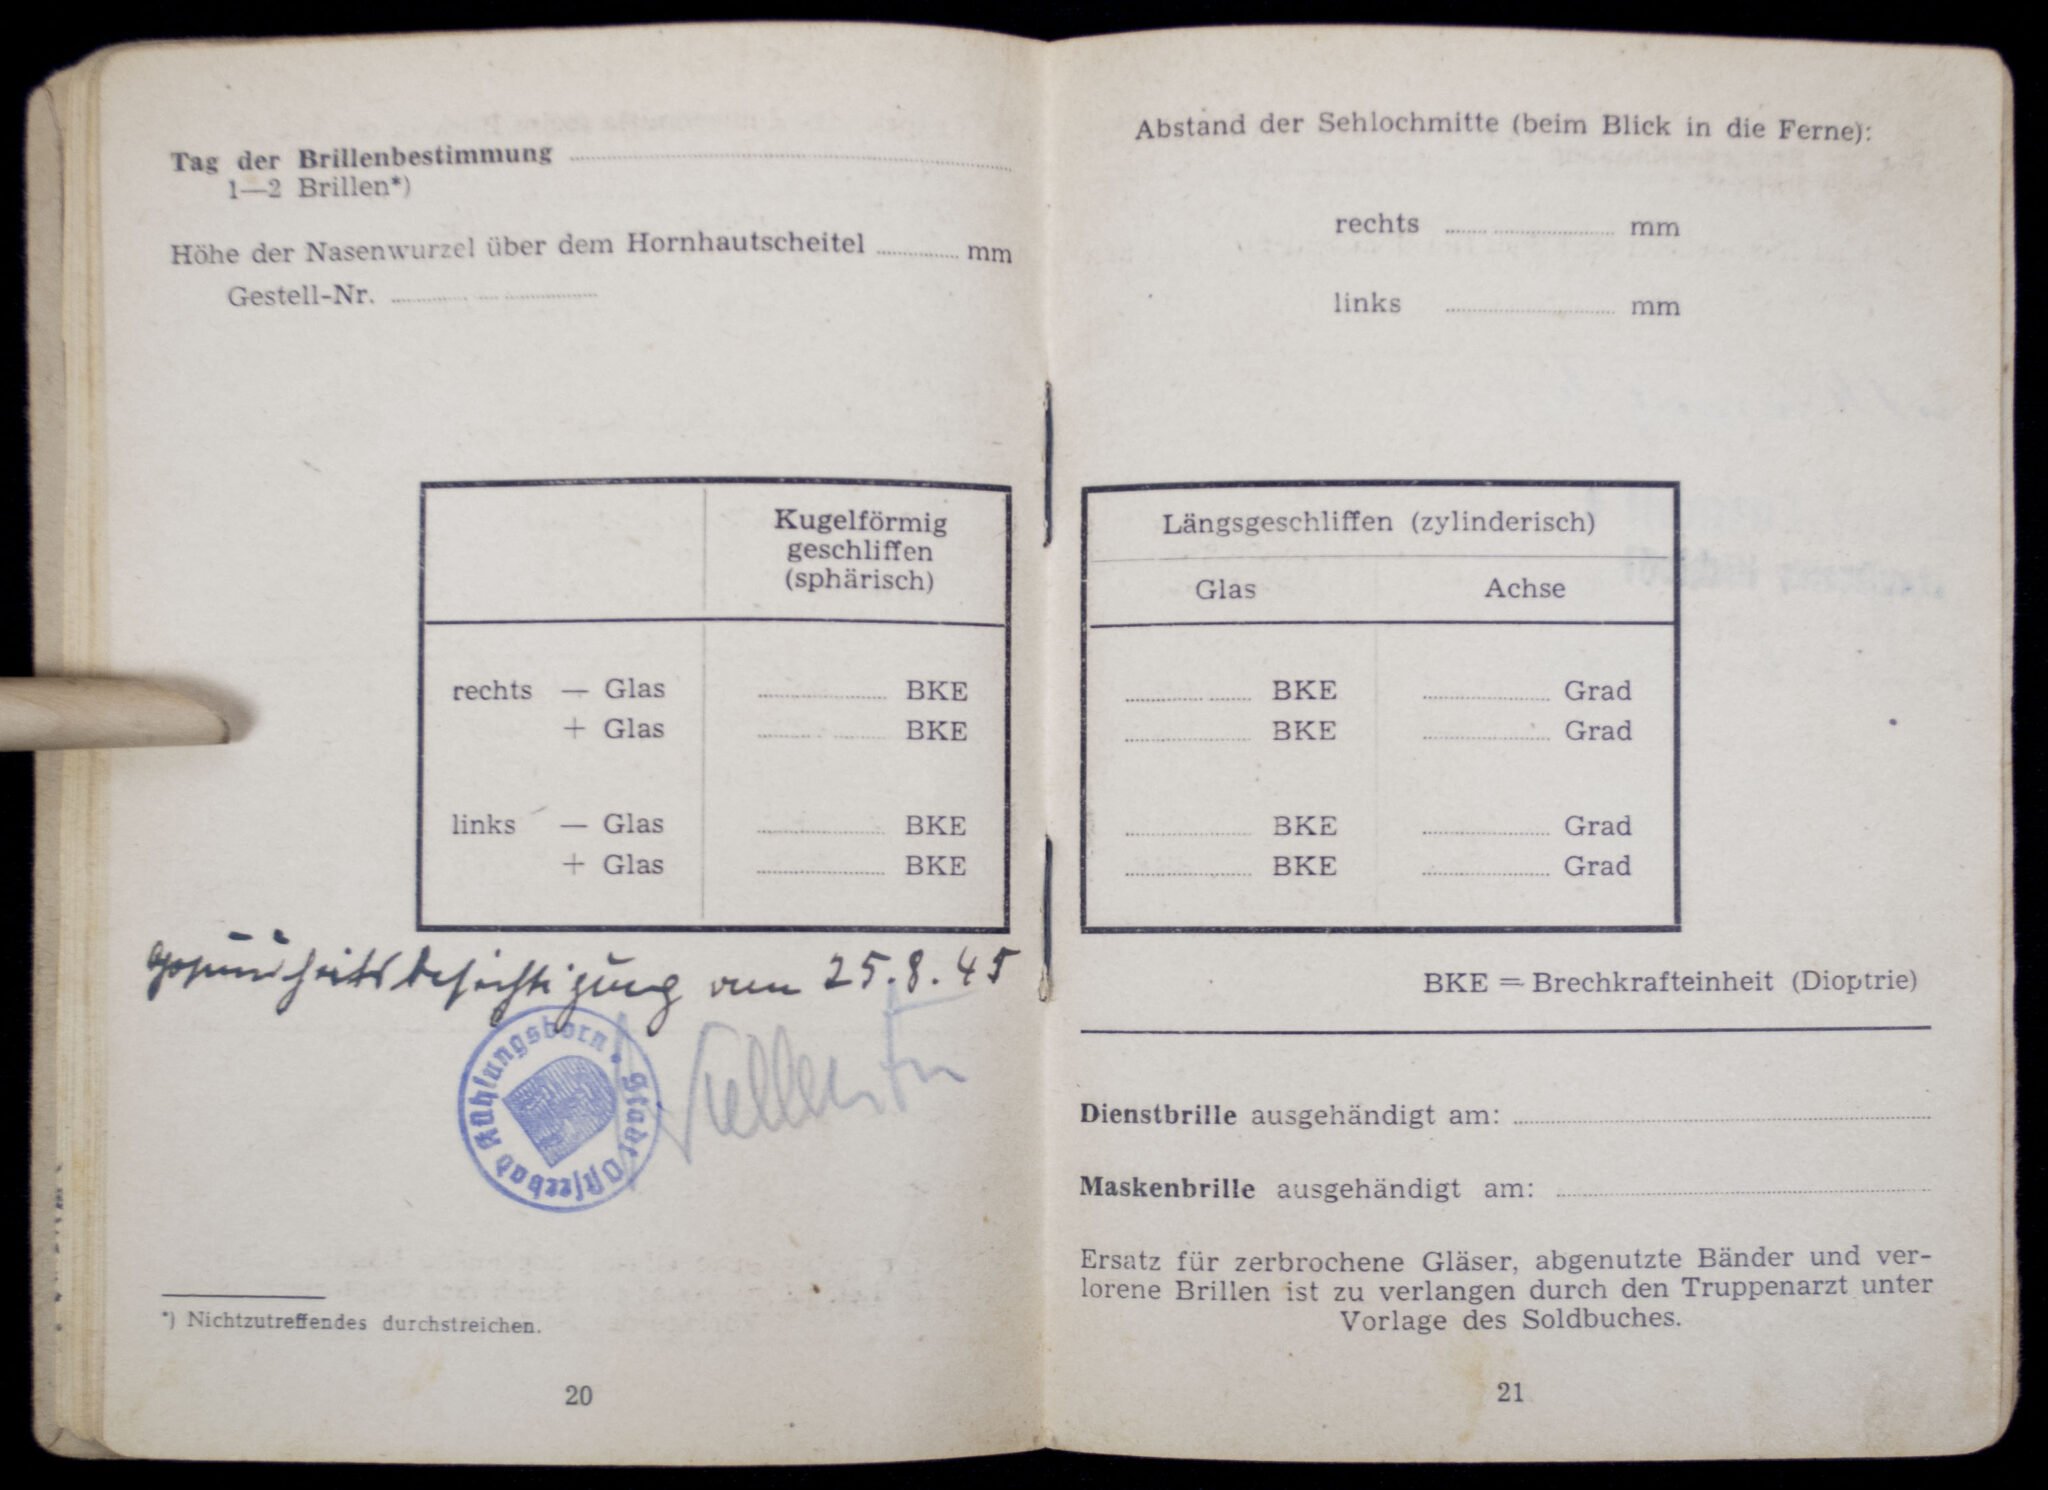 Tag der Brillenbestimmung
1—2 Brillen*)
Höhe der Nasenwurzel über dem Hornhautscheitel mm
Gestell-Nr.
Kugelförmig
geschliffen
(sphärisch)
rechts — Glas BKE
+ Glas BKE
links — Glas BKE
+ Glas BKE
Gesundheitsbesichtigung am 25.8.45
Stadt Ostseebad Kühlungsborn
*) Nichtzutreffendes durchstreichen.
20
Abstand der Sehlochmitte (beim Blick in die Ferne):
rechts mm
links mm
Längsgeschliffen (zylinderisch)
Glas Achse
BKE Grad
BKE Grad
BKE Grad
BKE Grad
BKE = Brechkrafteinheit (Dioptrie)
Dienstbrille ausgehändigt am:
Maskenbrille ausgehändigt am:
Ersatz für zerbrochene Gläser, abgenutzte Bänder und ver-
lorene Brillen ist zu verlangen durch den Truppenarzt unter
Vorlage des Soldbuches.
21